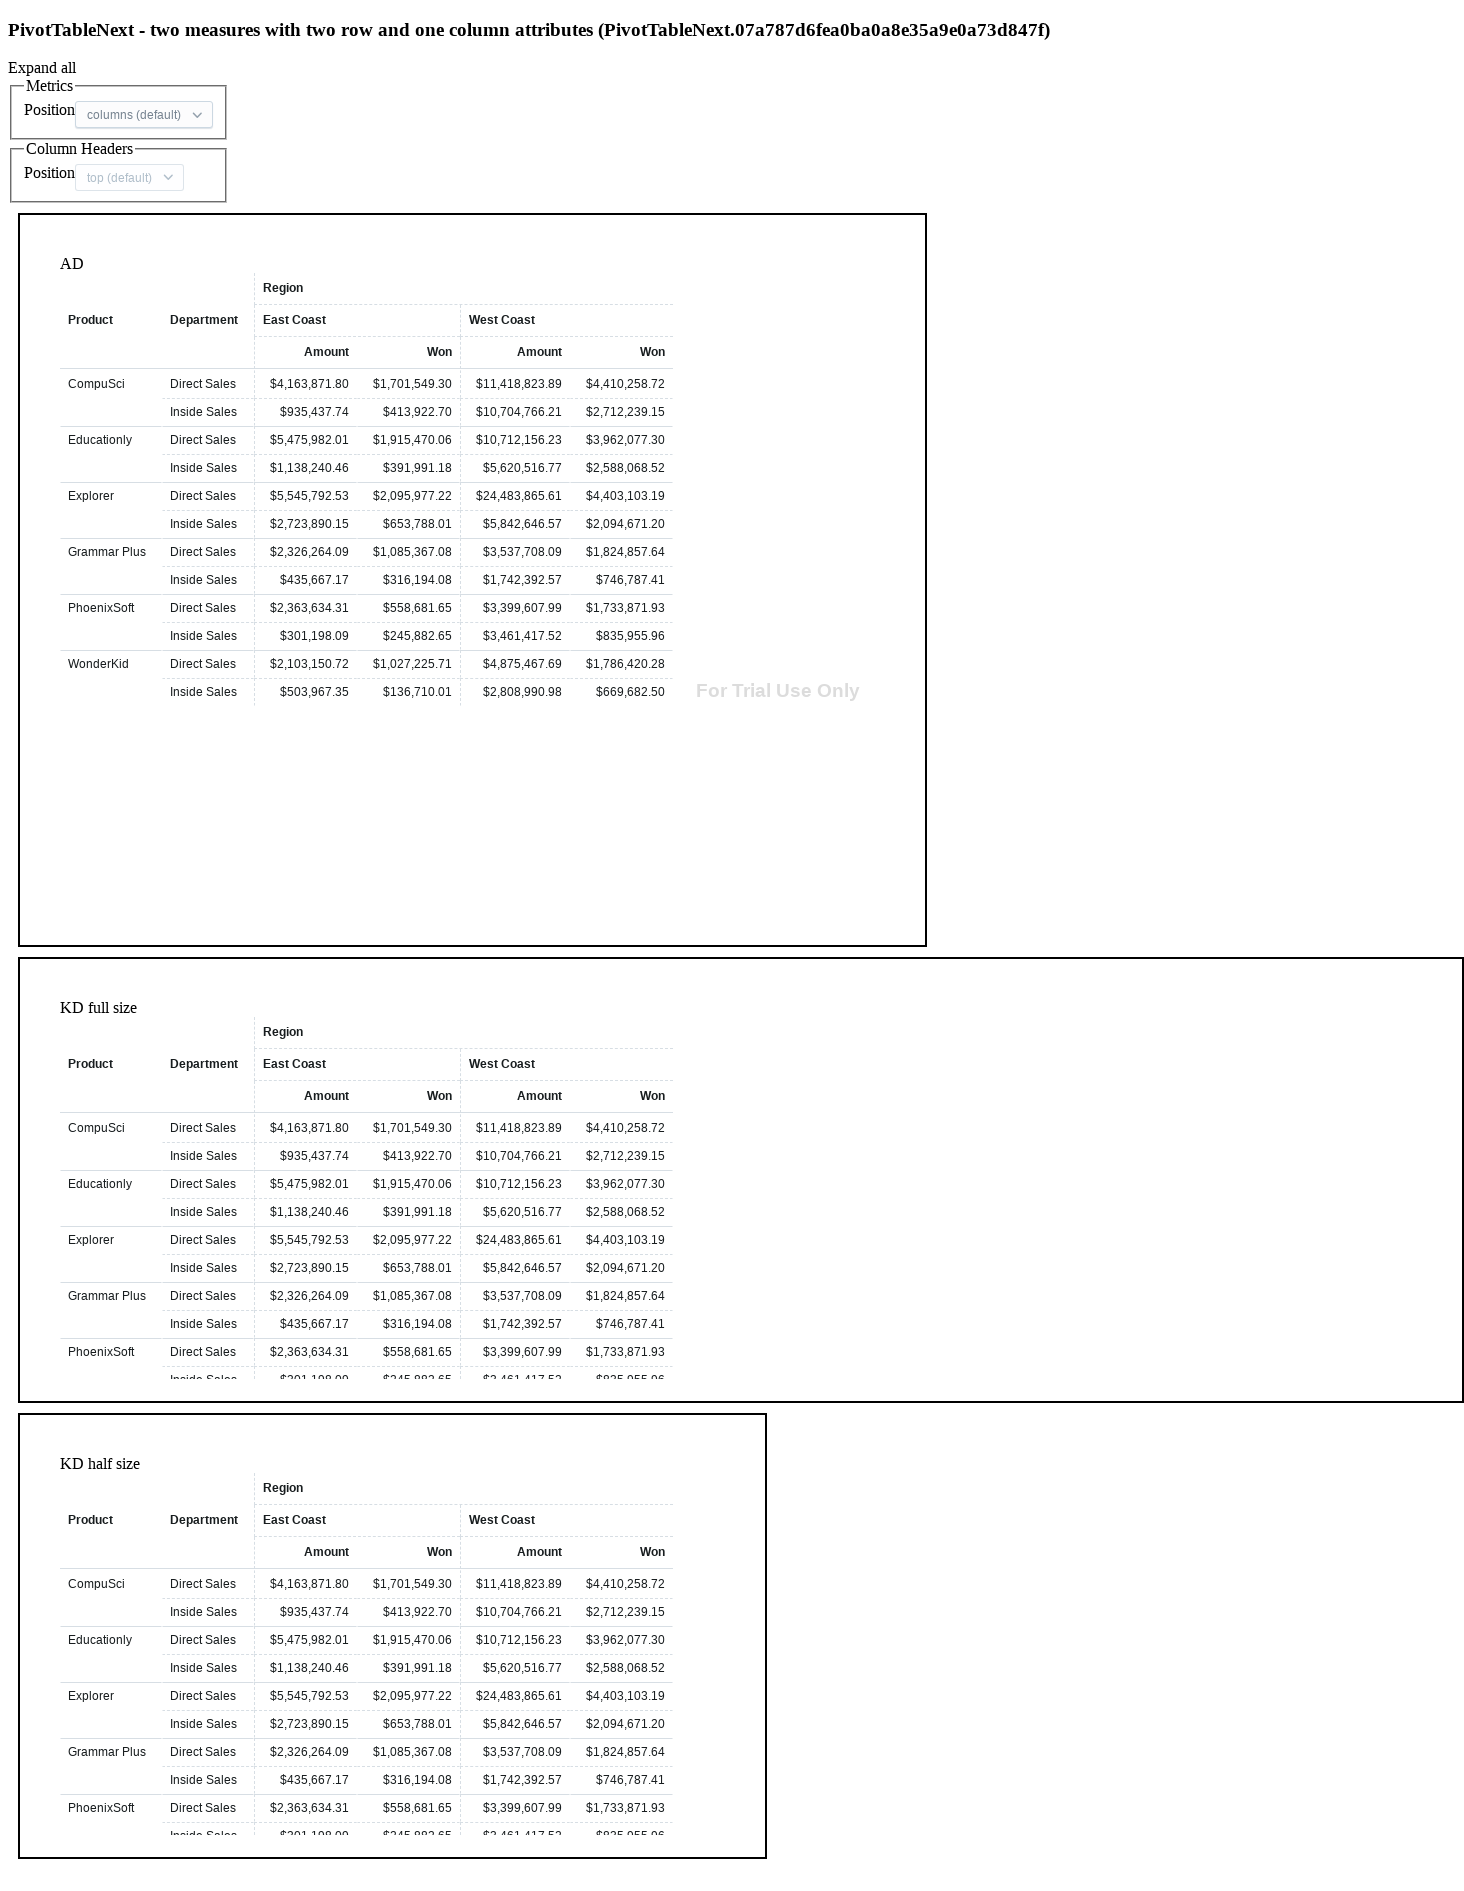 PivotTableNext - two measures with two row and one column attributes (PivotTableNext.07a787d6fea0ba0a8e35a9e0a73d847f)
Expand all
Metrics
Position columns (default)
Column Headers
Position top (default)
AD
Region
Product Department East Coast West Coast
Amount Won Amount Won
CompuSci Direct Sales $4,163,871.80 $1,701,549.30 $11,418,823.89 $4,410,258.72
Inside Sales $935,437.74 $413,922.70 $10,704,766.21 $2,712,239.15
Educationly Direct Sales $5,475,982.01 $1,915,470.06 $10,712,156.23 $3,962,077.30
Inside Sales $1,138,240.46 $391,991.18 $5,620,516.77 $2,588,068.52
Explorer Direct Sales $5,545,792.53 $2,095,977.22 $24,483,865.61 $4,403,103.19
Inside Sales $2,723,890.15 $653,788.01 $5,842,646.57 $2,094,671.20
Grammar Plus Direct Sales $2,326,264.09 $1,085,367.08 $3,537,708.09 $1,824,857.64
Inside Sales $435,667.17 $316,194.08 $1,742,392.57 $746,787.41
PhoenixSoft Direct Sales $2,363,634.31 $558,681.65 $3,399,607.99 $1,733,871.93
Inside Sales $301,198.09 $245,882.65 $3,461,417.52 $835,955.96
WonderKid Direct Sales $2,103,150.72 $1,027,225.71 $4,875,467.69 $1,786,420.28
Inside Sales $503,967.35 $136,710.01 $2,808,990.98 $669,682.50
For Trial Use Only
KD full size
Region
Product Department East Coast West Coast
Amount Won Amount Won
CompuSci Direct Sales $4,163,871.80 $1,701,549.30 $11,418,823.89 $4,410,258.72
Inside Sales $935,437.74 $413,922.70 $10,704,766.21 $2,712,239.15
Educationly Direct Sales $5,475,982.01 $1,915,470.06 $10,712,156.23 $3,962,077.30
Inside Sales $1,138,240.46 $391,991.18 $5,620,516.77 $2,588,068.52
Explorer Direct Sales $5,545,792.53 $2,095,977.22 $24,483,865.61 $4,403,103.19
Inside Sales $2,723,890.15 $653,788.01 $5,842,646.57 $2,094,671.20
Grammar Plus Direct Sales $2,326,264.09 $1,085,367.08 $3,537,708.09 $1,824,857.64
Inside Sales $435,667.17 $316,194.08 $1,742,392.57 $746,787.41
PhoenixSoft Direct Sales $2,363,634.31 $558,681.65 $3,399,607.99 $1,733,871.93
KD half size
Region
Product Department East Coast West Coast
Amount Won Amount Won
CompuSci Direct Sales $4,163,871.80 $1,701,549.30 $11,418,823.89 $4,410,258.72
Inside Sales $935,437.74 $413,922.70 $10,704,766.21 $2,712,239.15
Educationly Direct Sales $5,475,982.01 $1,915,470.06 $10,712,156.23 $3,962,077.30
Inside Sales $1,138,240.46 $391,991.18 $5,620,516.77 $2,588,068.52
Explorer Direct Sales $5,545,792.53 $2,095,977.22 $24,483,865.61 $4,403,103.19
Inside Sales $2,723,890.15 $653,788.01 $5,842,646.57 $2,094,671.20
Grammar Plus Direct Sales $2,326,264.09 $1,085,367.08 $3,537,708.09 $1,824,857.64
Inside Sales $435,667.17 $316,194.08 $1,742,392.57 $746,787.41
PhoenixSoft Direct Sales $2,363,634.31 $558,681.65 $3,399,607.99 $1,733,871.93